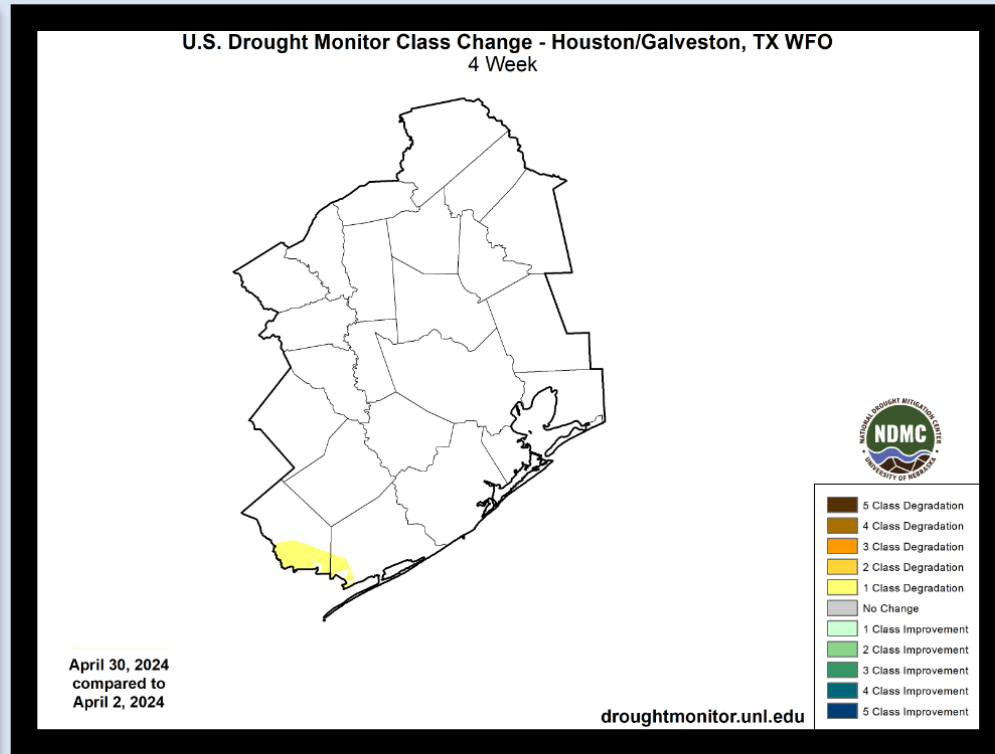 U.S. Drought Monitor Class Change - Houston/Galveston, TX WFO
4 Week
NATIONAL DROUGHT MITIGATION CENTER
NDMC
UNIVERSITY OF NEBRASKA
5 Class Degradation
4 Class Degradation
3 Class Degradation
2 Class Degradation
1 Class Degradation
No Change
1 Class Improvement
2 Class Improvement
3 Class Improvement
4 Class Improvement
5 Class Improvement
April 30, 2024
compared to
April 2, 2024
droughtmonitor.unl.edu